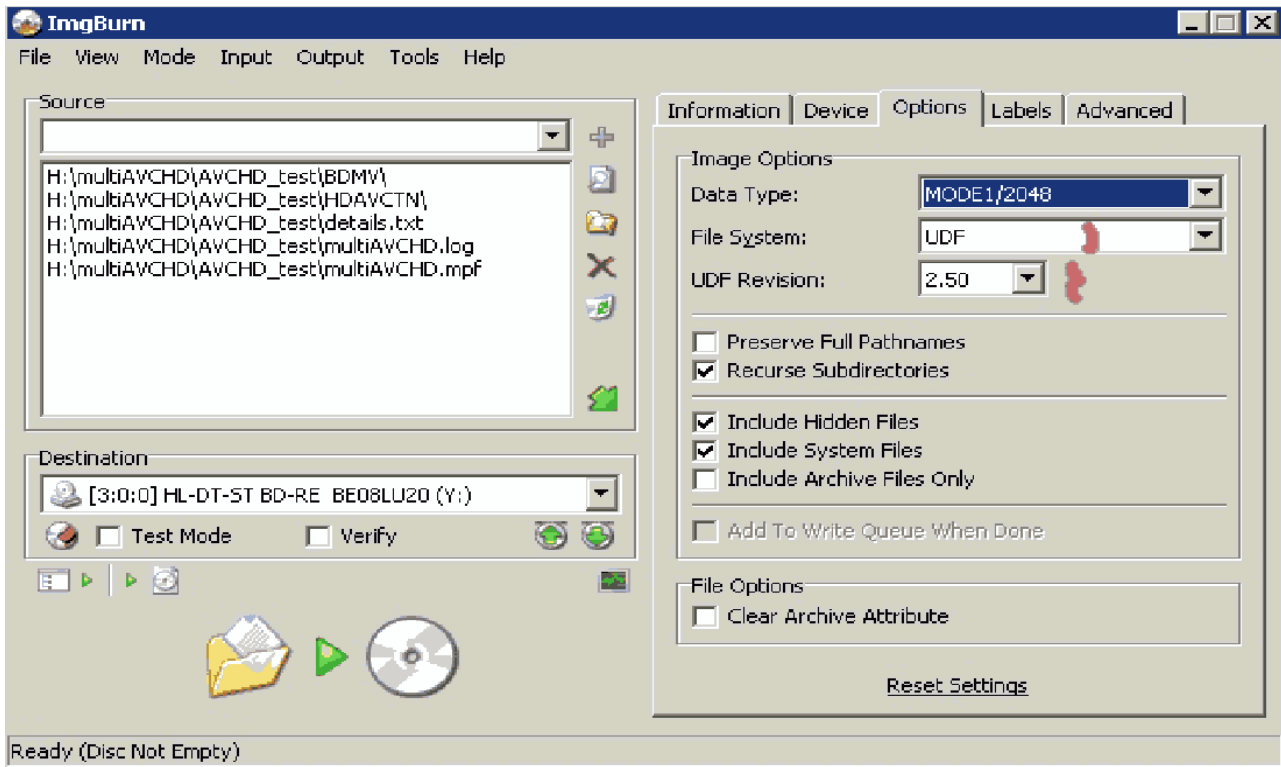 ImgBurn
File View Mode Input Output Tools Help
Source
H:\multiAVCHD\AVCHD_test\BDMV\
H:\multiAVCHD\AVCHD_test\HDAVCTN\
H:\multiAVCHD\AVCHD_test\details.txt
H:\multiAVCHD\AVCHD_test\multiAVCHD.log
H:\multiAVCHD\AVCHD_test\multiAVCHD.mpf
Destination
[3:0:0] HL-DT-ST BD-RE BE08LU20 (Y:)
Test Mode Verify
Information Device Options Labels Advanced
Image Options
Data Type: MODE1/2048
File System: UDF
UDF Revision: 2.50
Preserve Full Pathnames
Recurse Subdirectories
Include Hidden Files
Include System Files
Include Archive Files Only
Add To Write Queue When Done
File Options
Clear Archive Attribute
Reset Settings
Ready (Disc Not Empty)